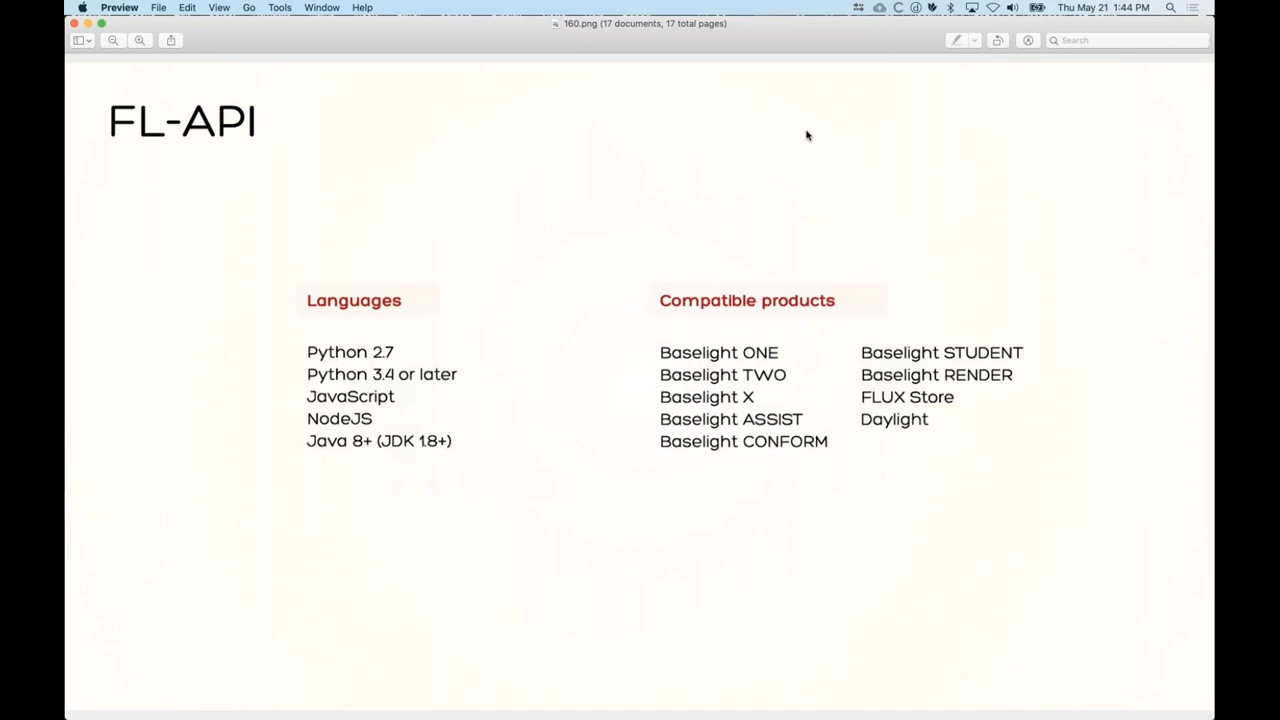 Preview File Edit View Go Tools Window Help Thu May 21 1:44 PM
160.png (17 documents, 17 total pages)
Search
FL-API
Languages
Python 2.7
Python 3.4 or later
JavaScript
NodeJS
Java 8+ (JDK 1.8+)
Compatible products
Baselight ONE
Baselight TWO
Baselight X
Baselight ASSIST
Baselight CONFORM
Baselight STUDENT
Baselight RENDER
FLUX Store
Daylight